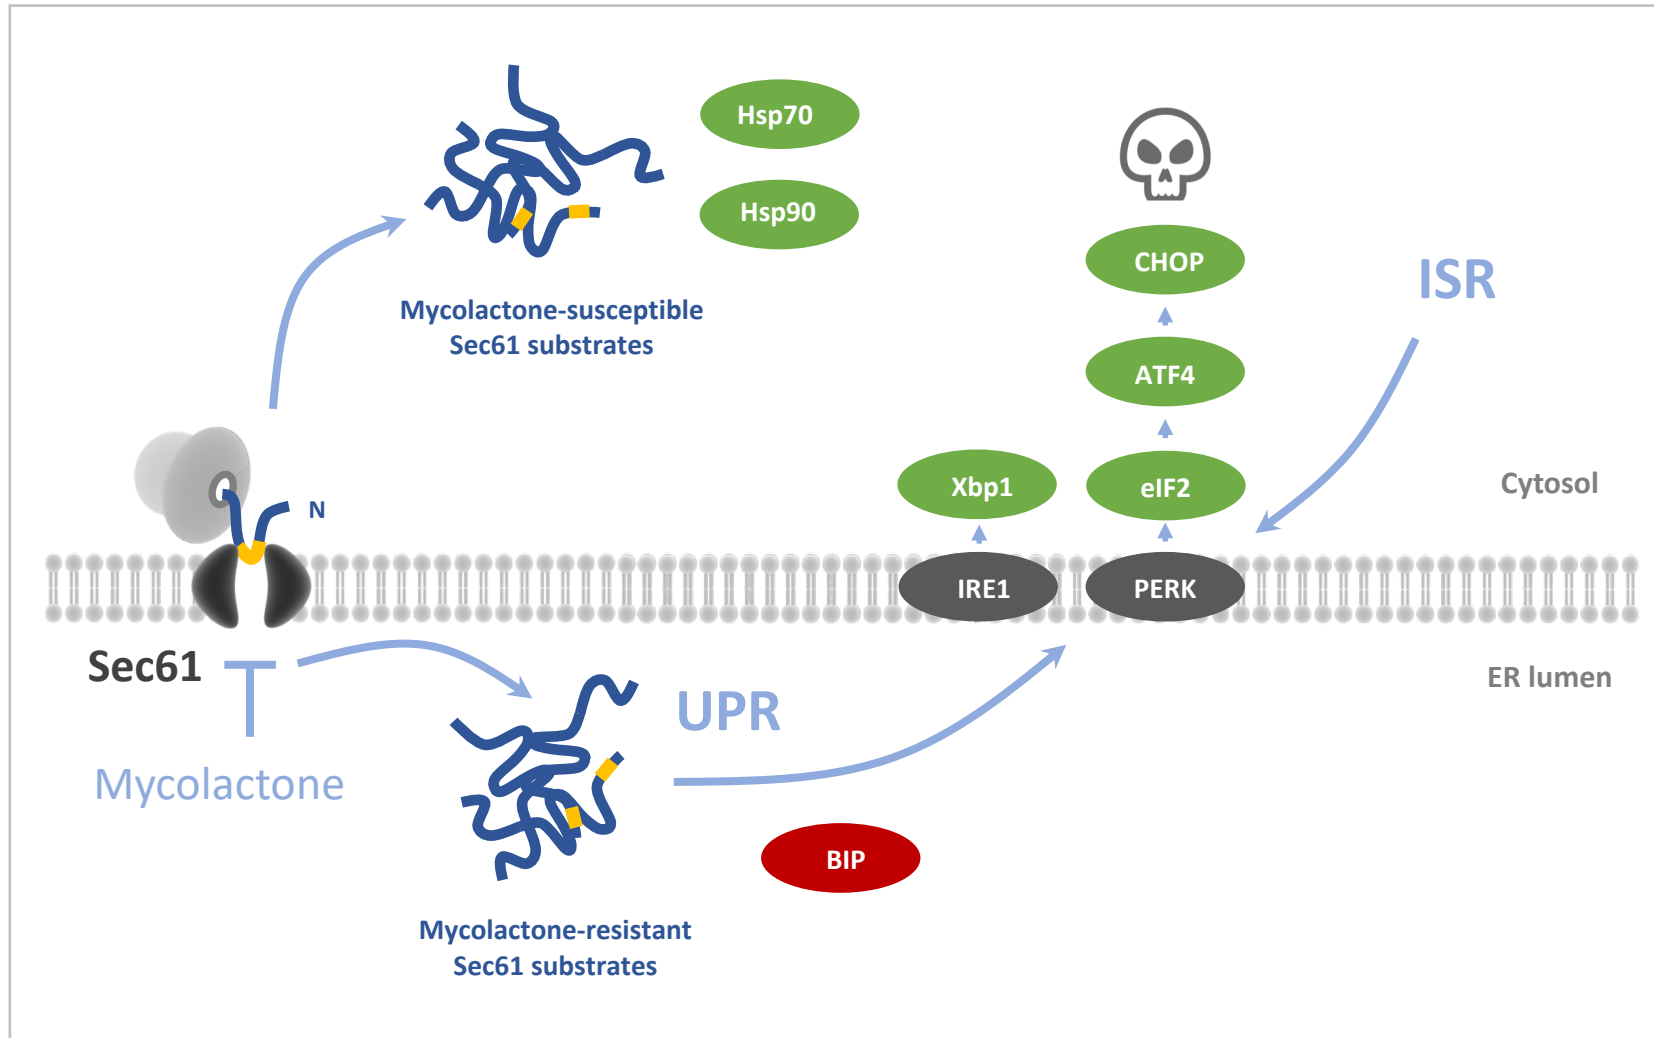 Hsp70
Hsp90
Mycolactone-susceptible
Sec61 substrates
CHOP
ISR
ATF4
Xbp1
eIF2
Cytosol
N
IRE1
PERK
Sec61
ER lumen
UPR
Mycolactone
BIP
Mycolactone-resistant
Sec61 substrates